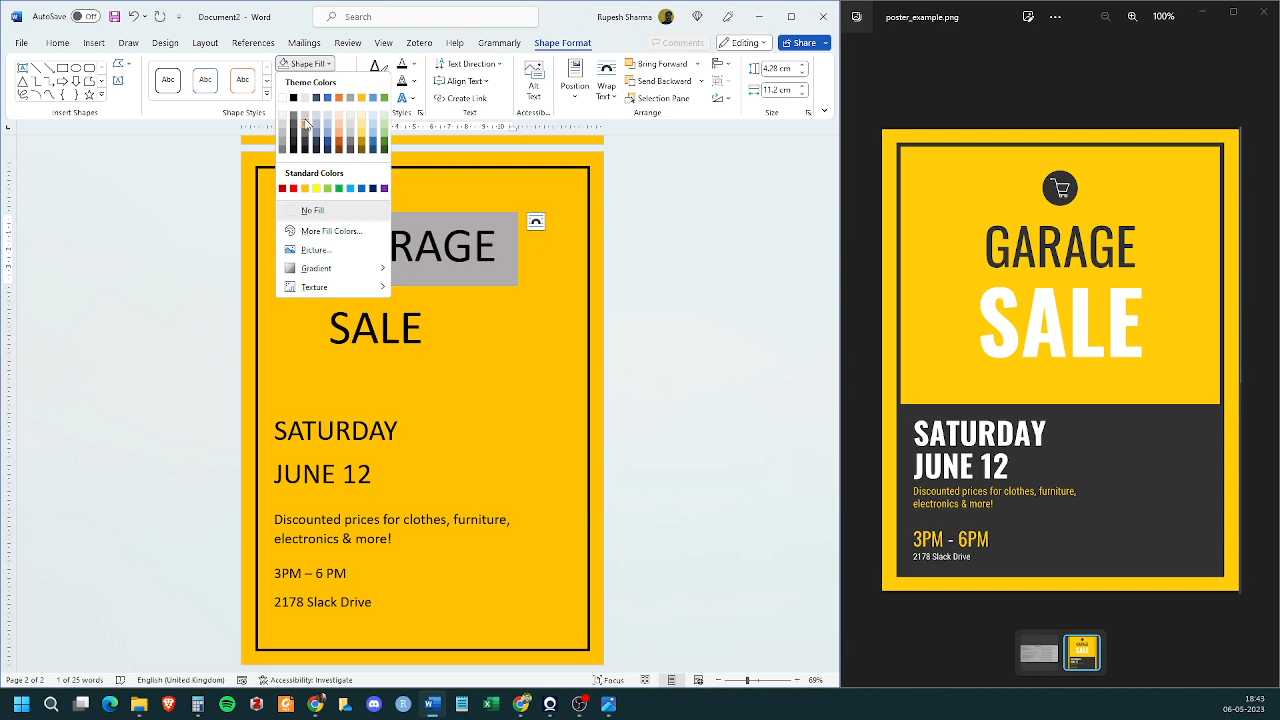 AutoSave Off
Document2 - Word
Search
Rupesh Sharma
File Home Insert Draw Design Layout References Mailings Review View Developer Help Shape Format
Comments
Editing
Share
Shape Fill
Abc Abc Abc
Insert Shapes
Shape Styles
Text Direction
Align Text
Create Link
Alt
Text
Accessib...
Position
Wrap
Text
Bring Forward
Send Backward
Selection Pane
Arrange
4.28 cm
11.2 cm
Size
Theme Colors
Standard Colors
No Fill
More Fill Colors...
Picture...
Gradient
Texture
RAGE
SALE
SATURDAY
JUNE 12
Discounted prices for clothes, furniture,
electronics & more!
3PM – 6 PM
2178 Slack Drive
Page 2 of 2
1 of 25 words
English (United Kingdom)
Accessibility: Investigate
Focus
69%
poster_example.png
100%
GARAGE
SALE
SATURDAY
JUNE 12
Discounted prices for clothes, furniture,
electronics & more!
3PM - 6PM
2178 Slack Drive
18:43
06-05-2023